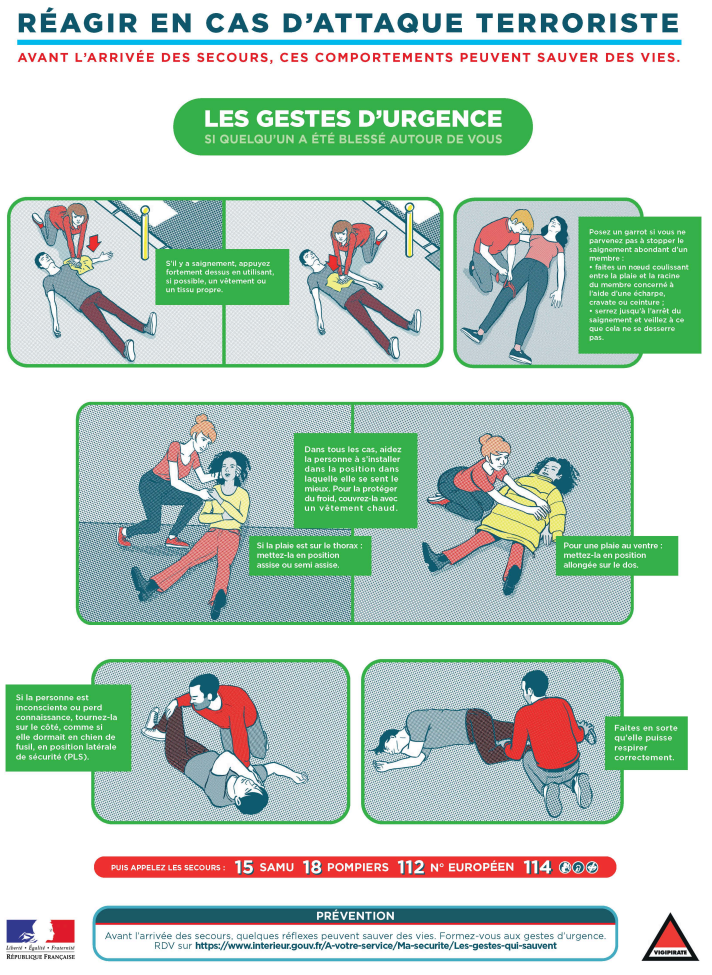 RÉAGIR EN CAS D'ATTAQUE TERRORISTE
AVANT L'ARRIVÉE DES SECOURS, CES COMPORTEMENTS PEUVENT SAUVER DES VIES.
LES GESTES D'URGENCE
SI QUELQU'UN A ÉTÉ BLESSÉ AUTOUR DE VOUS
S'il y a saignement, appuyez
fortement dessus en utilisant,
si possible, un vêtement ou
un tissu propre.
Posez un garrot si vous ne
parvenez pas à stopper le
saignement abondant d'un
membre :
• faites un nœud coulissant
entre la plaie et la racine
du membre concerné à
l'aide d'une écharpe,
cravate ou ceinture ;
• serrez jusqu'à l'arrêt du
saignement et veillez à ce
que cela ne se desserre
pas.
Dans tous les cas, aidez
la personne à s'installer
dans la position dans
laquelle elle se sent le
mieux. Pour la protéger
du froid, couvrez-la avec
un vêtement chaud.
Si la plaie est sur le thorax :
mettez-la en position
assise ou semi assise.
Pour une plaie au ventre :
mettez-la en position
allongée sur le dos.
Si la personne est
inconsciente ou perd
connaissance, tournez-la
sur le côté, comme si
elle dormait en chien de
fusil, en position latérale
de sécurité (PLS).
Faites en sorte
qu'elle puisse
respirer
correctement.
PUIS APPELEZ LES SECOURS : 15 SAMU 18 POMPIERS 112 N° EUROPÉEN 114
PRÉVENTION
Avant l'arrivée des secours, quelques réflexes peuvent sauver des vies. Formez-vous aux gestes d'urgence.
RDV sur https://www.interieur.gouv.fr/A-votre-service/Ma-securite/Les-gestes-qui-sauvent
Liberté • Égalité • Fraternité
RÉPUBLIQUE FRANÇAISE
VIGIPIRATE